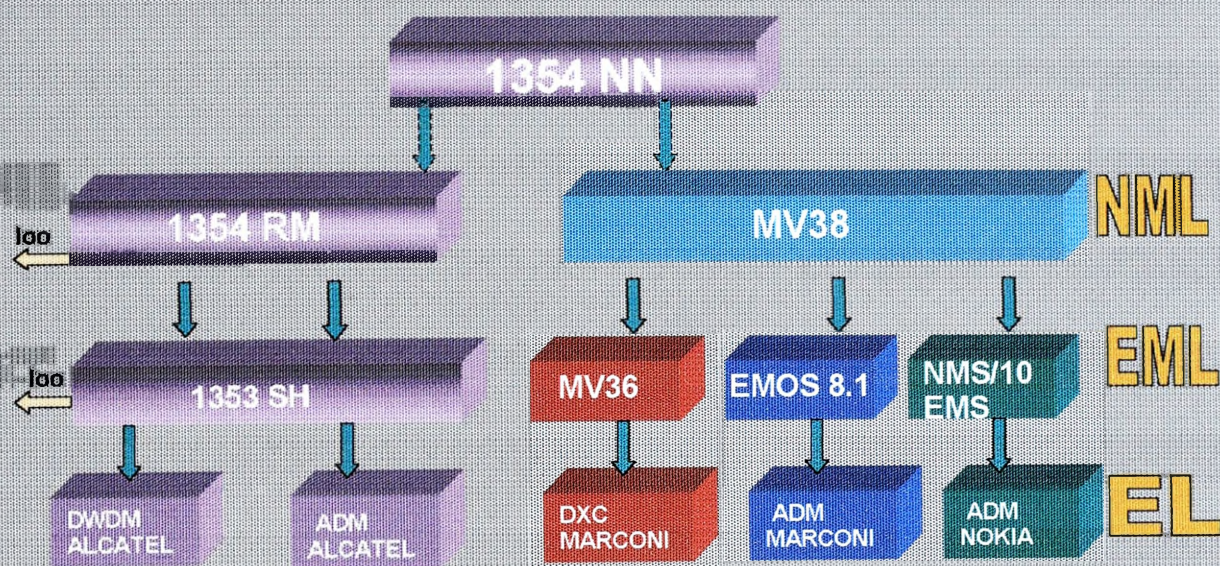 1354 NN
1354 RM
MV38
NML
Ioo
1353 SH
MV36
EMOS 8.1
NMS/10
EMS
EML
Ioo
DWDM
ALCATEL
ADM
ALCATEL
DXC
MARCONI
ADM
MARCONI
ADM
NOKIA
EL